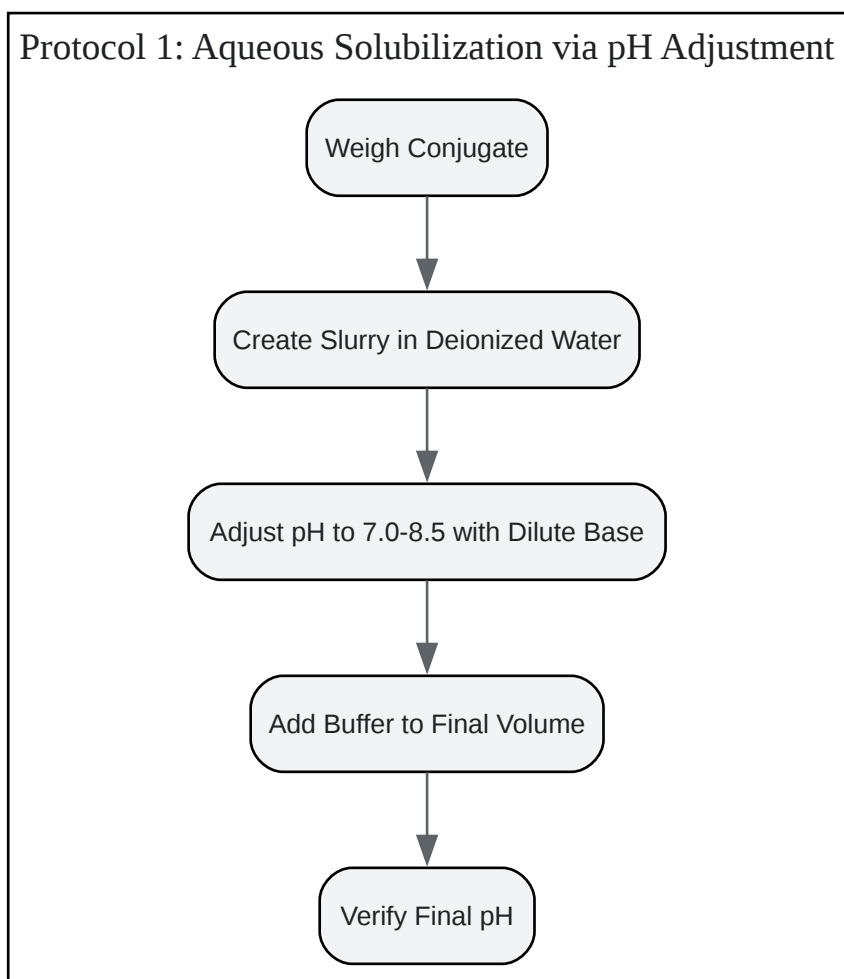 Protocol 1: Aqueous Solubilization via pH Adjustment
Weigh Conjugate
Create Slurry in Deionized Water
Adjust pH to 7.0-8.5 with Dilute Base
Add Buffer to Final Volume
Verify Final pH